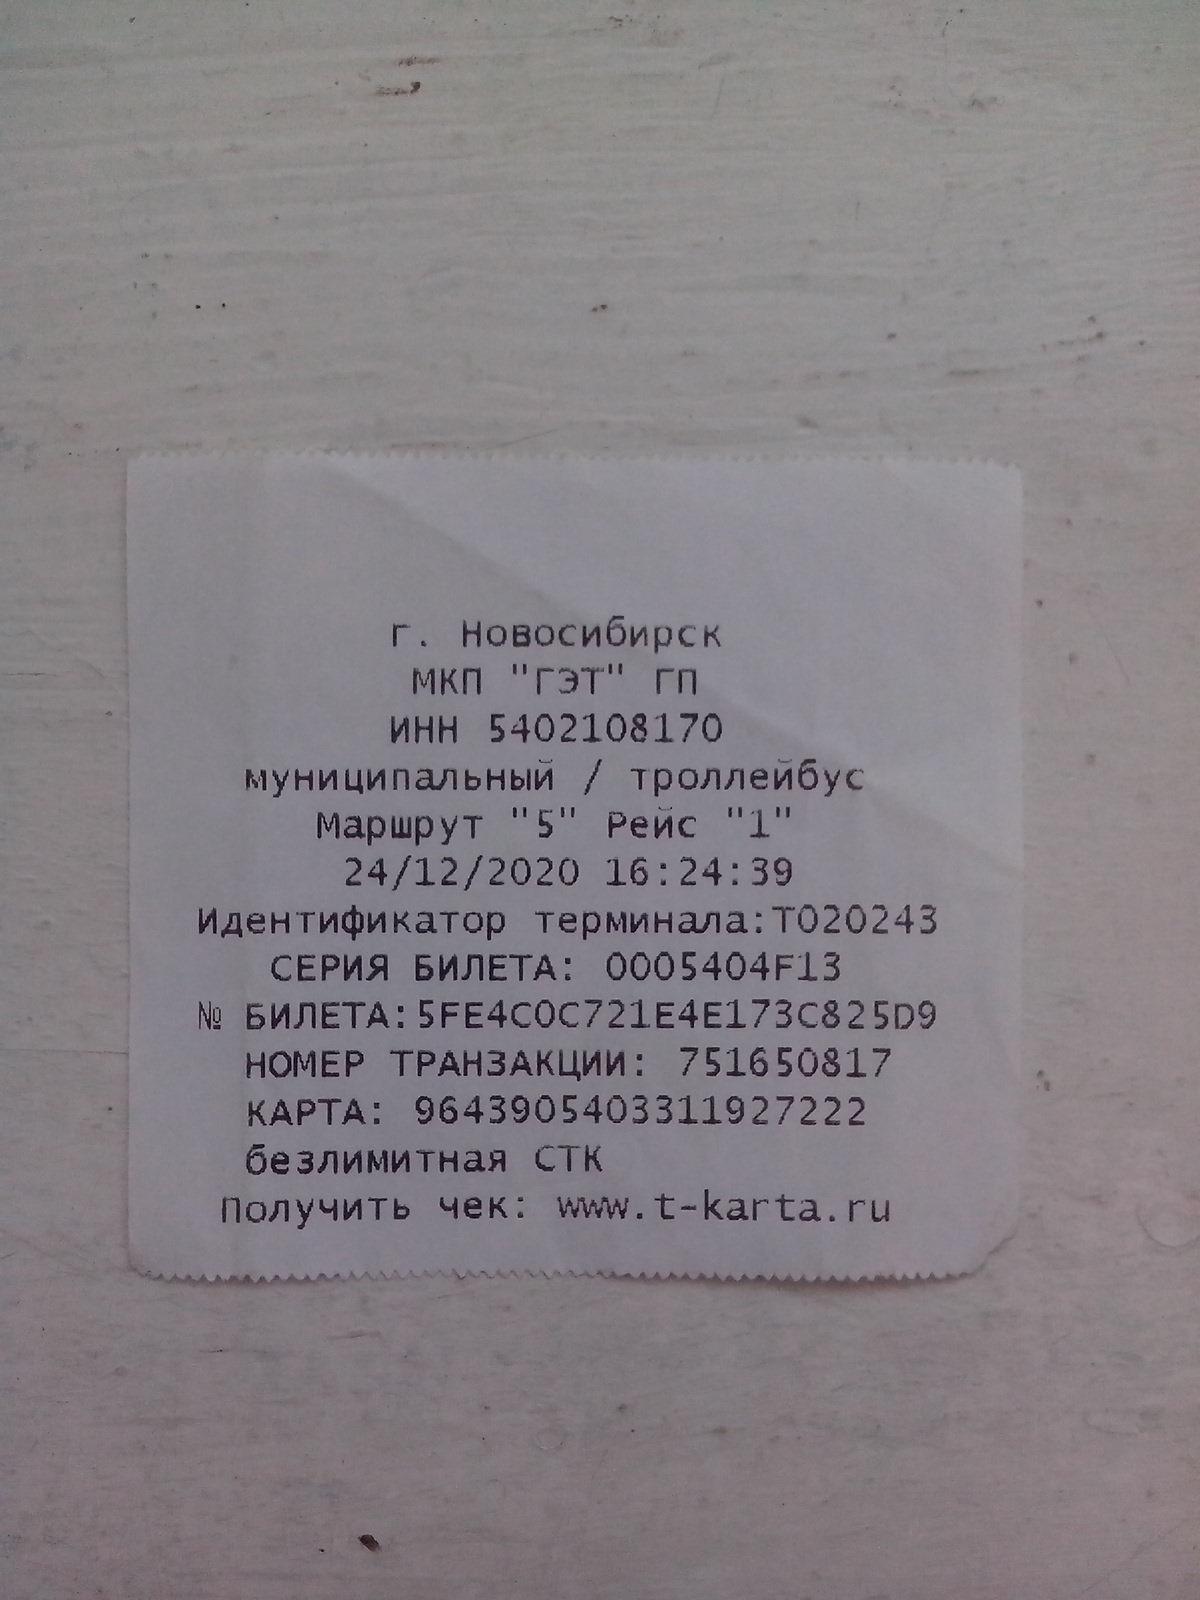 г. Новосибирск
МКП "ГЭТ" ГП
ИНН 5402108170
муниципальный / троллейбус
Маршрут "5" Рейс "1"
24/12/2020 16:24:39
Идентификатор терминала:T020243
СЕРИЯ БИЛЕТА: 0005404F13
№ БИЛЕТА:5FE4C0C721E4E173C825D9
НОМЕР ТРАНЗАКЦИИ: 751650817
КАРТА: 9643905403311927222
безлимитная СТК
Получить чек: www.t-karta.ru